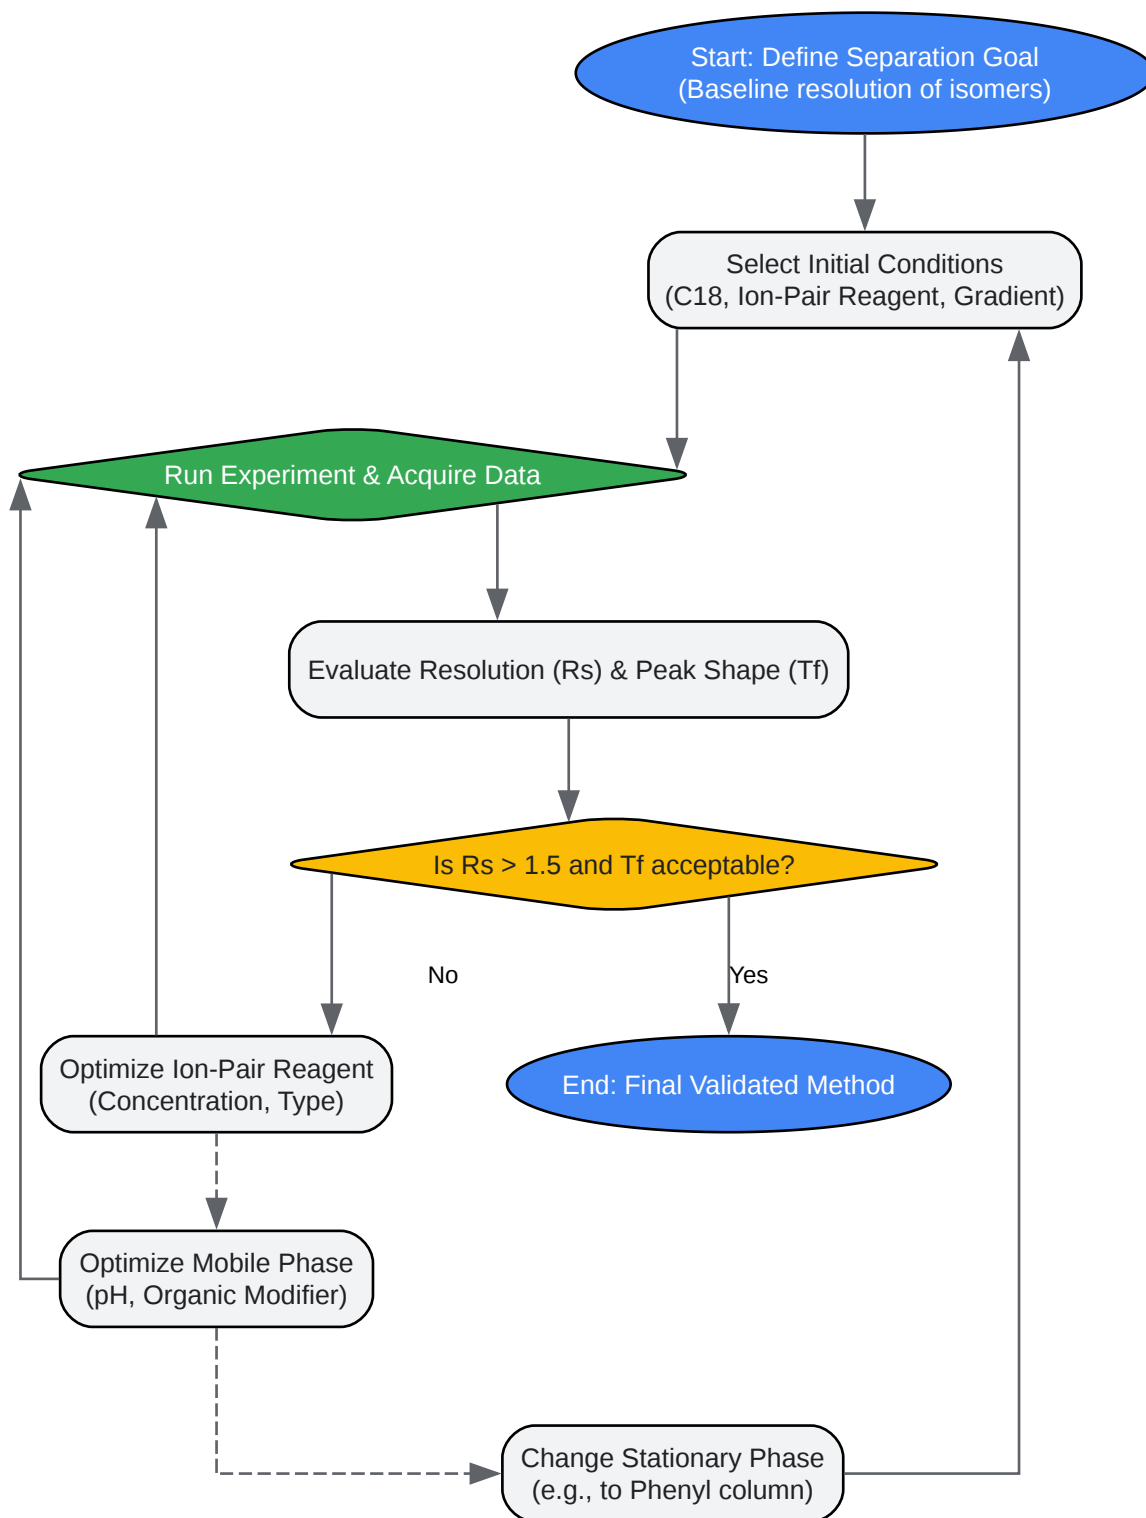 Start: Define Separation Goal
(Baseline resolution of isomers)
Select Initial Conditions
(C18, Ion-Pair Reagent, Gradient)
Run Experiment & Acquire Data
Evaluate Resolution (Rs) & Peak Shape (Tf)
Is Rs > 1.5 and Tf acceptable?
No
Yes
Optimize Ion-Pair Reagent
(Concentration, Type)
End: Final Validated Method
Optimize Mobile Phase
(pH, Organic Modifier)
Change Stationary Phase
(e.g., to Phenyl column)